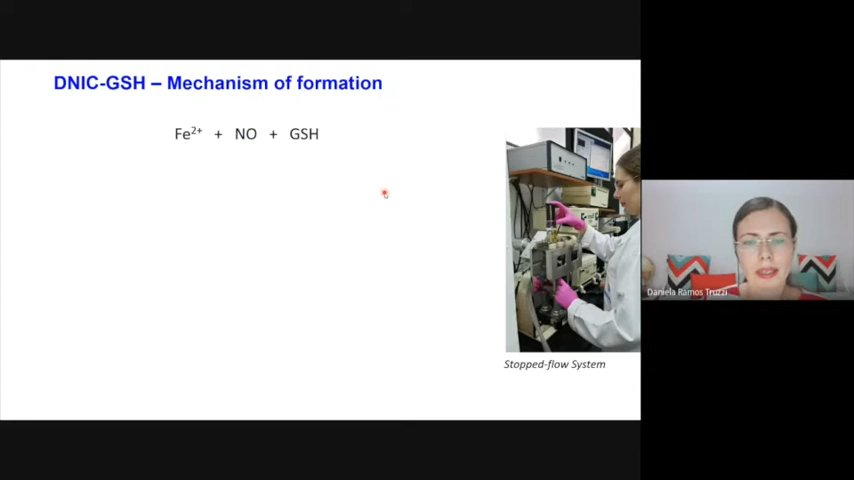 DNIC-GSH – Mechanism of formation
Fe²⁺ + NO + GSH
Stopped-flow System
Daniela Ramos Truzzi